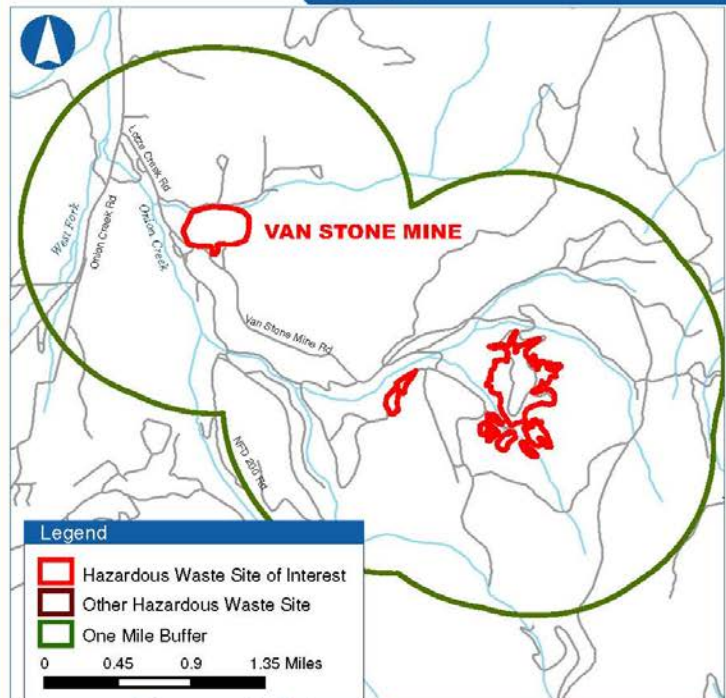 Lotze Creek Rd
West Fork
Onion Creek Rd
Onion Creek
VAN STONE MINE
Van Stone Mine Rd
NFD 200 Rd
Legend
Hazardous Waste Site of Interest
Other Hazardous Waste Site
One Mile Buffer
0 0.45 0.9 1.35 Miles